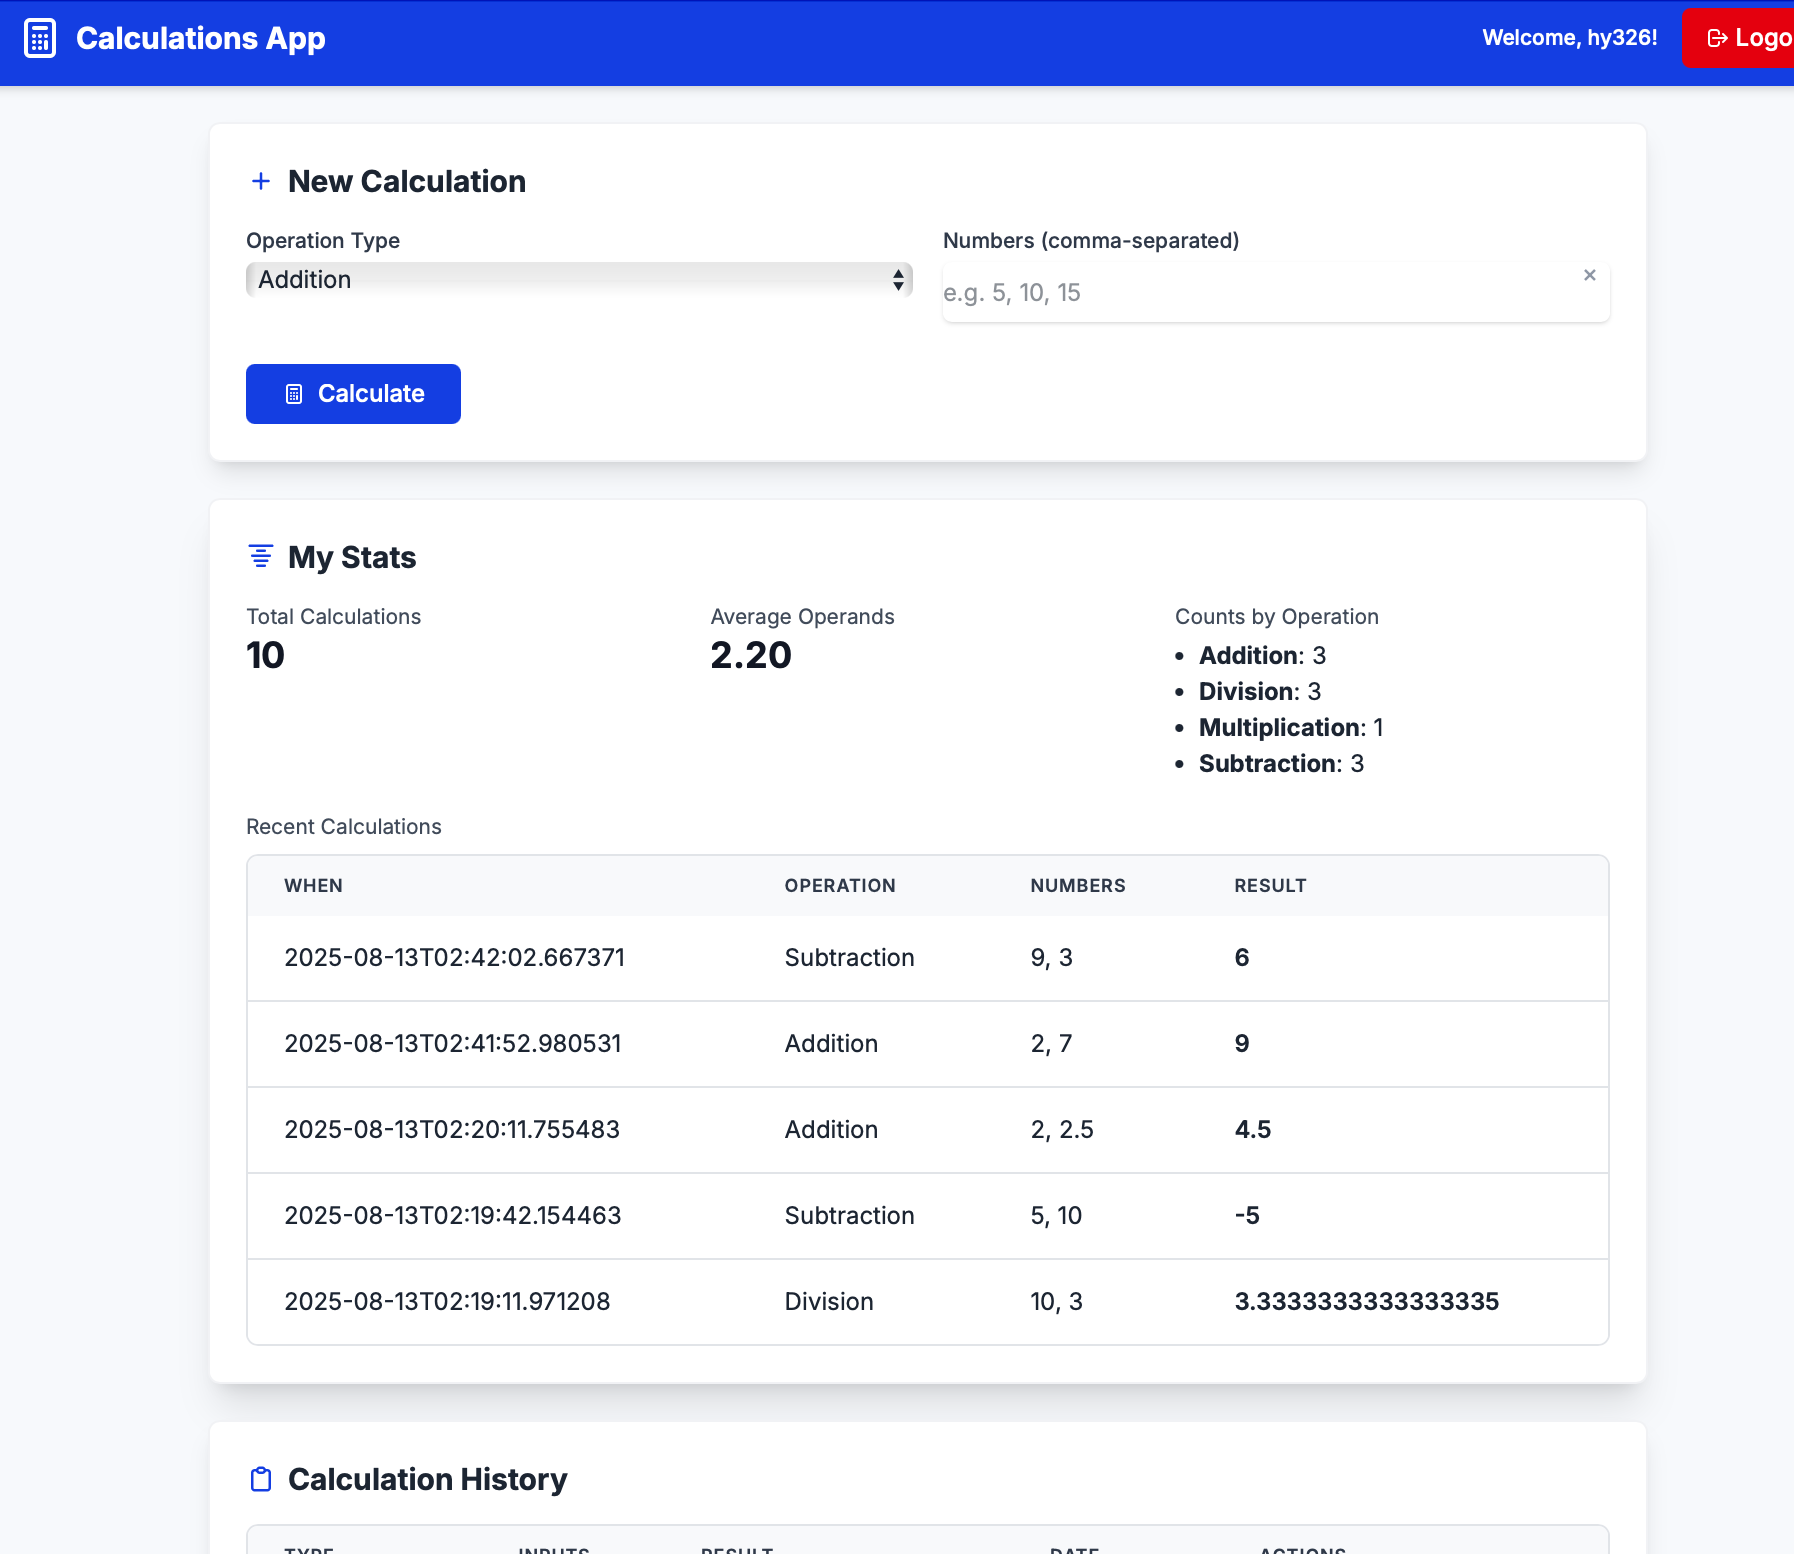 Calculations App
Welcome, hy326!
Logo
New Calculation
Operation Type
Numbers (comma-separated)
Addition
e.g. 5, 10, 15
×
Calculate
My Stats
Total Calculations
10
Average Operands
2.20
Counts by Operation
• Addition: 3
• Division: 3
• Multiplication: 1
• Subtraction: 3
Recent Calculations
WHEN OPERATION NUMBERS RESULT
2025-08-13T02:42:02.667371 Subtraction 9, 3 6
2025-08-13T02:41:52.980531 Addition 2, 7 9
2025-08-13T02:20:11.755483 Addition 2, 2.5 4.5
2025-08-13T02:19:42.154463 Subtraction 5, 10 -5
2025-08-13T02:19:11.971208 Division 10, 3 3.3333333333333335
Calculation History
TYPE INPUTS RESULT DATE ACTIONS